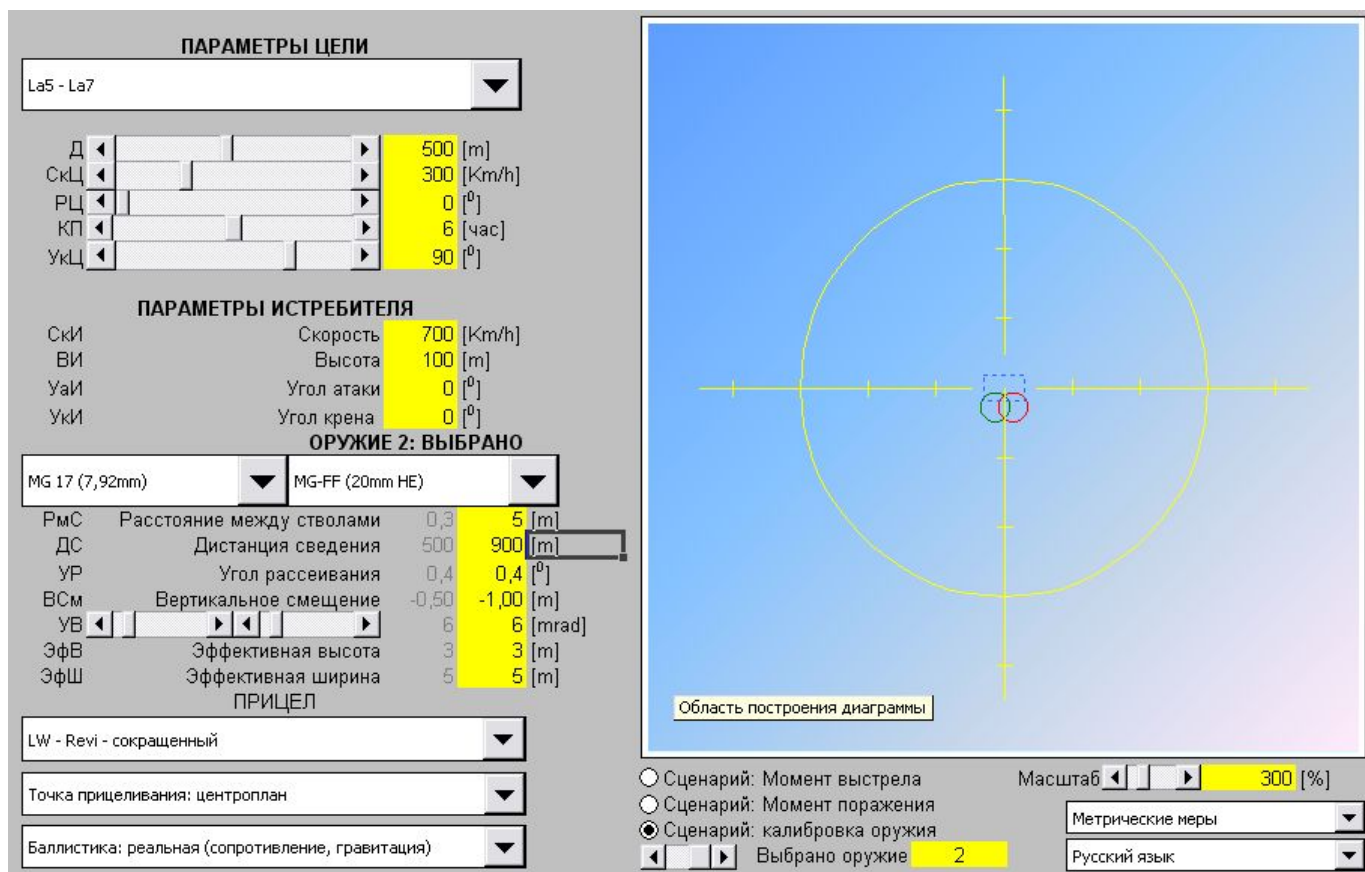 ПАРАМЕТРЫ ЦЕЛИ
La5 - La7
Д 500 [m]
СкЦ 300 [Km/h]
РЦ 0 [⁰]
КП 6 [час]
УкЦ 90 [⁰]
ПАРАМЕТРЫ ИСТРЕБИТЕЛЯ
СкИ Скорость 700 [Km/h]
ВИ Высота 100 [m]
УаИ Угол атаки 0 [⁰]
УкИ Угол крена 0 [⁰]
ОРУЖИЕ 2: ВЫБРАНО
MG 17 (7,92mm) MG-FF (20mm HE)
РмС Расстояние между стволами 0,3 5 [m]
ДС Дистанция сведения 500 900 [m]
УР Угол рассеивания 0,4 0,4 [⁰]
ВСм Вертикальное смещение -0,50 -1,00 [m]
УВ 6 6 [mrad]
ЭфВ Эффективная высота 3 3 [m]
ЭфШ Эффективная ширина 5 5 [m]
ПРИЦЕЛ
LW - Revi - сокращенный
Точка прицеливания: центроплан
Баллистика: реальная (сопротивление, гравитация)
Область построения диаграммы
Сценарий: Момент выстрела
Сценарий: Момент поражения
Сценарий: калибровка оружия
Выбрано оружие 2
Масштаб 300 [%]
Метрические меры
Русский язык